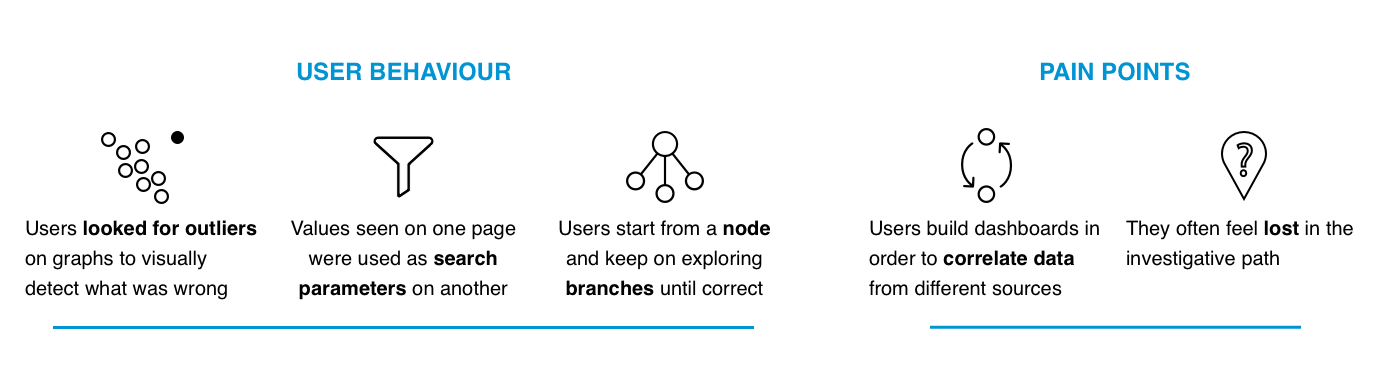 USER BEHAVIOUR
Users looked for outliers
on graphs to visually
detect what was wrong
Values seen on one page
were used as search
parameters on another
Users start from a node
and keep on exploring
branches until correct
PAIN POINTS
Users build dashboards in
order to correlate data
from different sources
?
They often feel lost in the
investigative path